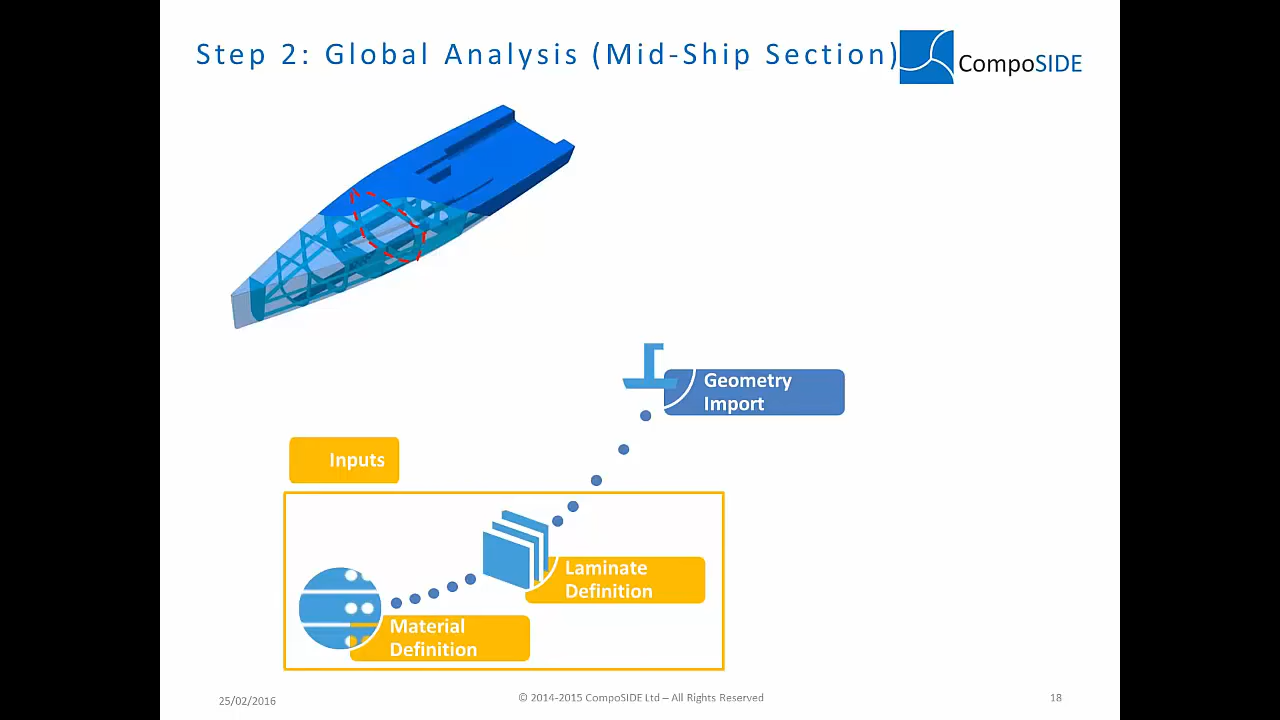 Step 2: Global Analysis (Mid-Ship Section)
CompoSIDE
Geometry
Import
Inputs
Laminate
Definition
Material
Definition
25/02/2016
© 2014-2015 CompoSIDE Ltd – All Rights Reserved
18